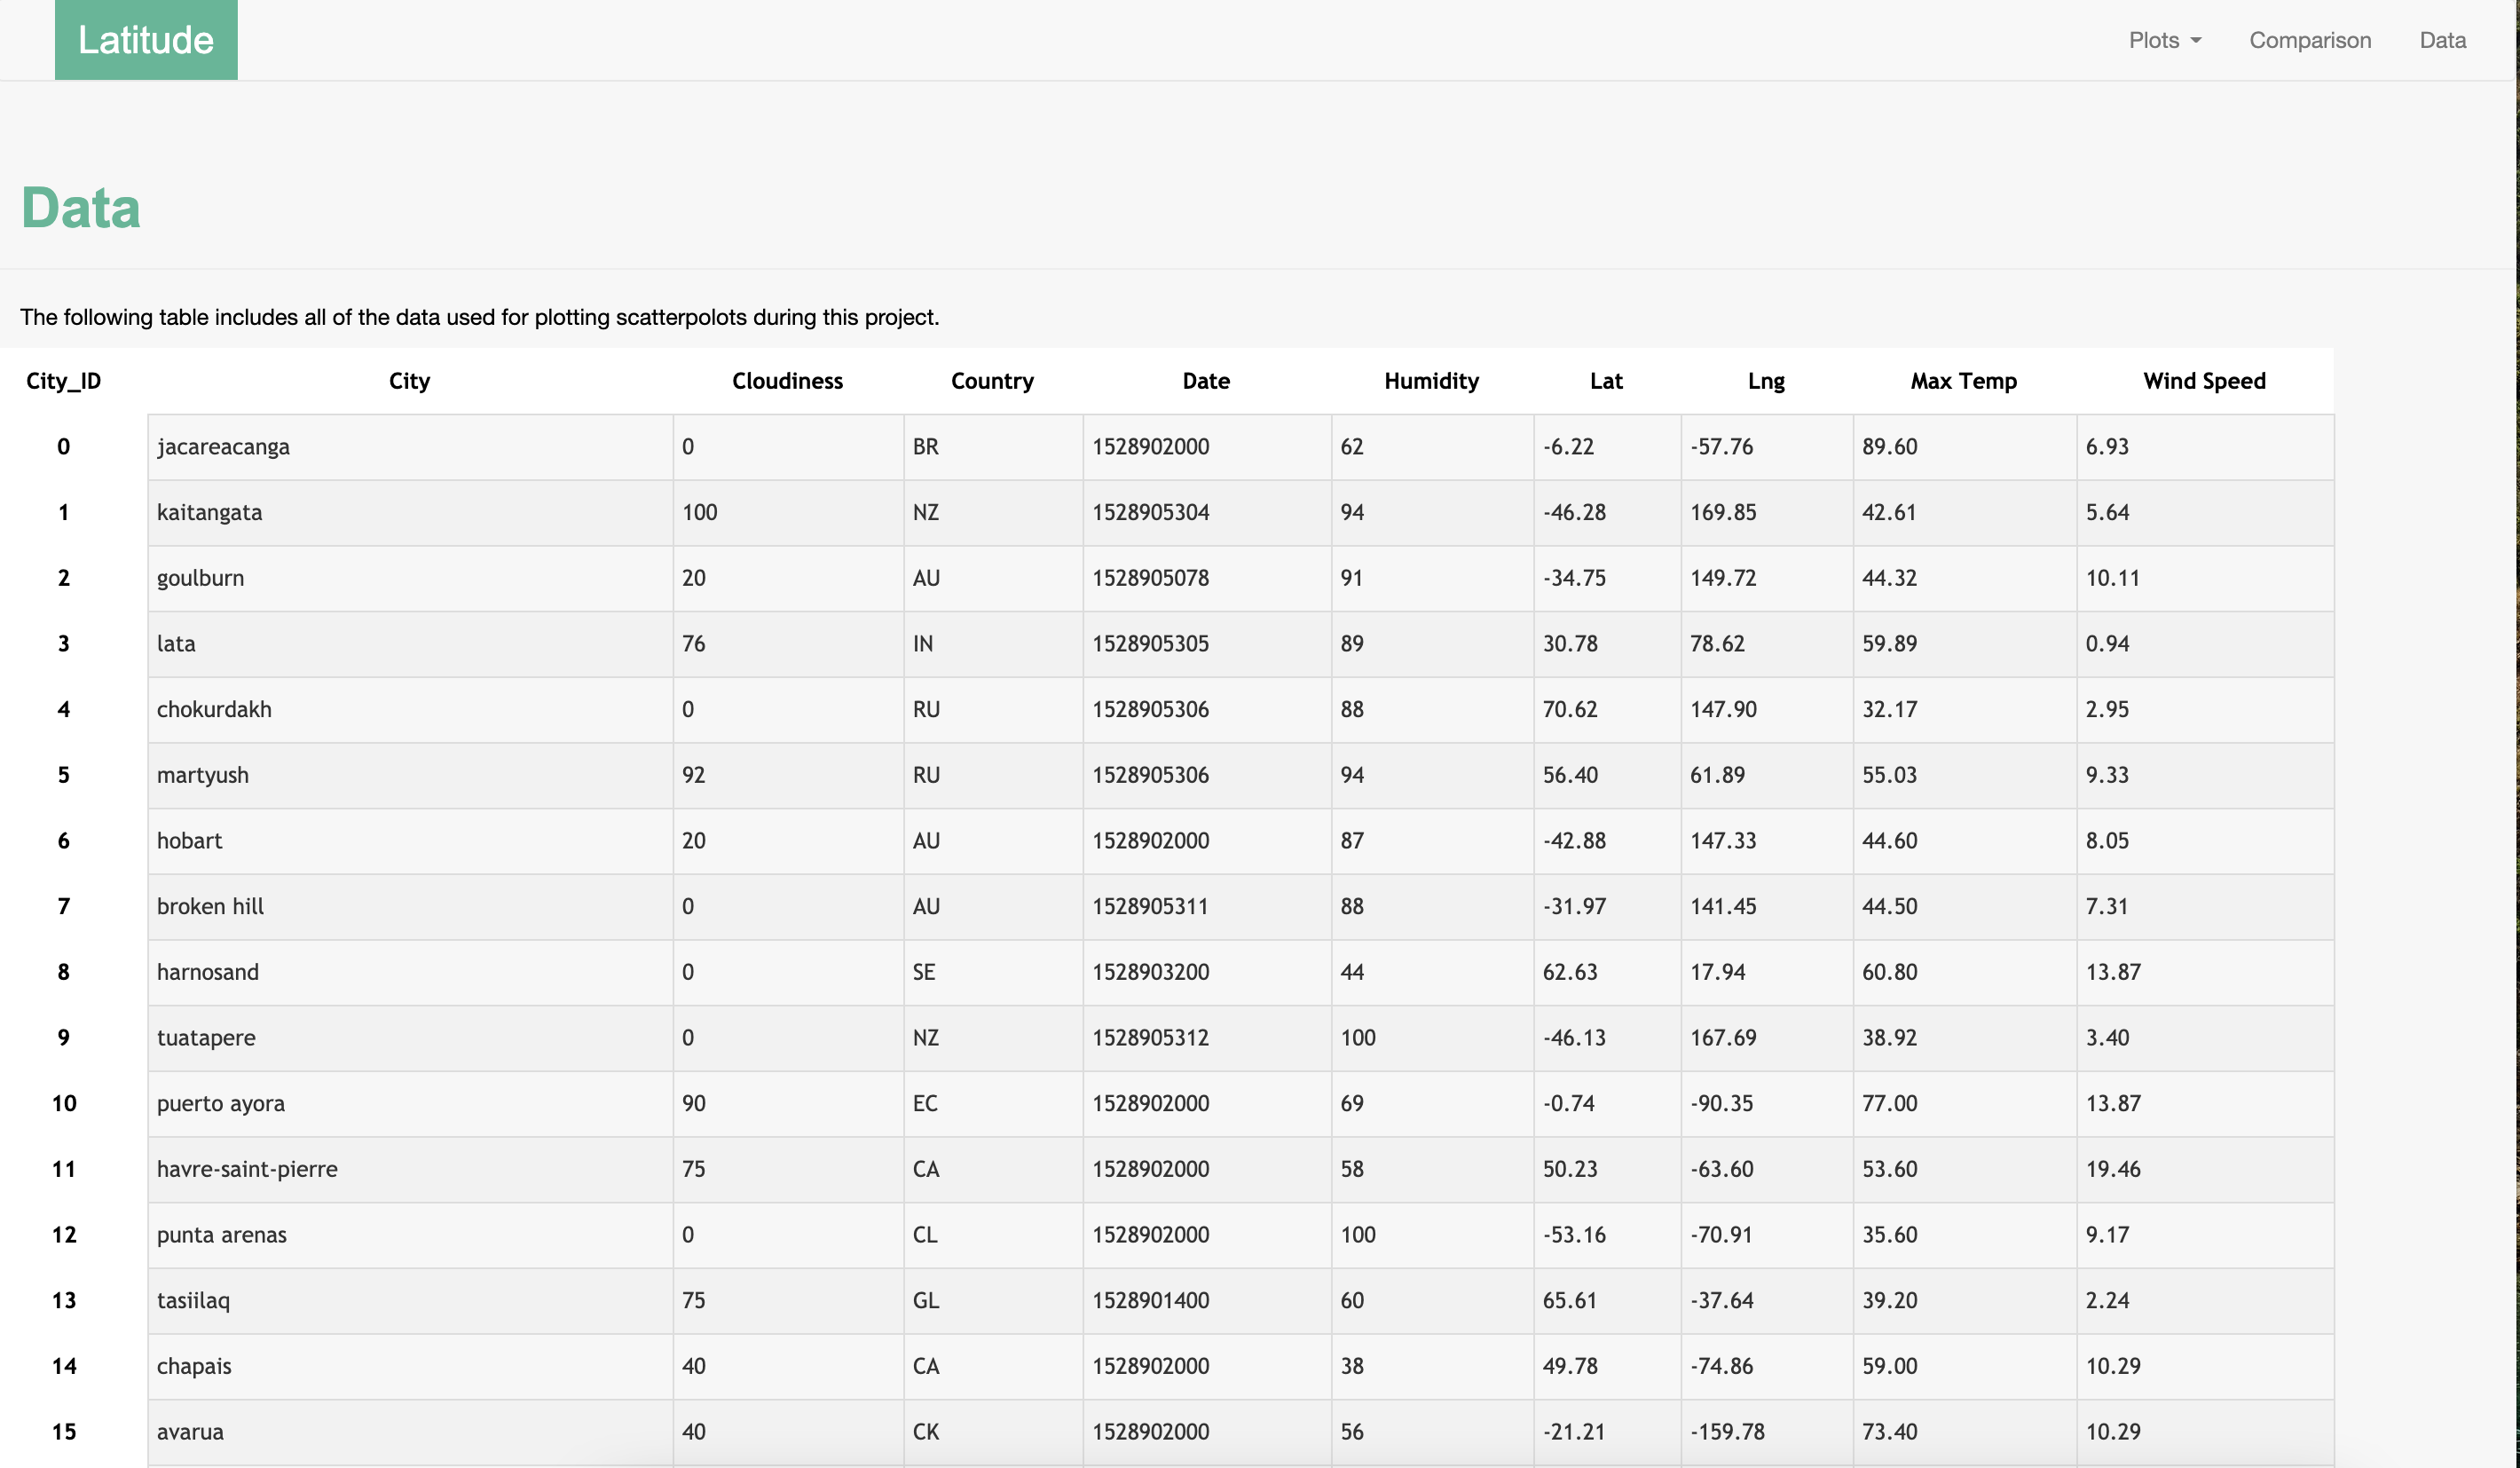 Latitude Plots Comparison Data
Data
The following table includes all of the data used for plotting scatterpolots during this project.
City_ID City Cloudiness Country Date Humidity Lat Lng Max Temp Wind Speed
0 jacareacanga 0 BR 1528902000 62 -6.22 -57.76 89.60 6.93
1 kaitangata 100 NZ 1528905304 94 -46.28 169.85 42.61 5.64
2 goulburn 20 AU 1528905078 91 -34.75 149.72 44.32 10.11
3 lata 76 IN 1528905305 89 30.78 78.62 59.89 0.94
4 chokurdakh 0 RU 1528905306 88 70.62 147.90 32.17 2.95
5 martyush 92 RU 1528905306 94 56.40 61.89 55.03 9.33
6 hobart 20 AU 1528902000 87 -42.88 147.33 44.60 8.05
7 broken hill 0 AU 1528905311 88 -31.97 141.45 44.50 7.31
8 harnosand 0 SE 1528903200 44 62.63 17.94 60.80 13.87
9 tuatapere 0 NZ 1528905312 100 -46.13 167.69 38.92 3.40
10 puerto ayora 90 EC 1528902000 69 -0.74 -90.35 77.00 13.87
11 havre-saint-pierre 75 CA 1528902000 58 50.23 -63.60 53.60 19.46
12 punta arenas 0 CL 1528902000 100 -53.16 -70.91 35.60 9.17
13 tasiilaq 75 GL 1528901400 60 65.61 -37.64 39.20 2.24
14 chapais 40 CA 1528902000 38 49.78 -74.86 59.00 10.29
15 avarua 40 CK 1528902000 56 -21.21 -159.78 73.40 10.29